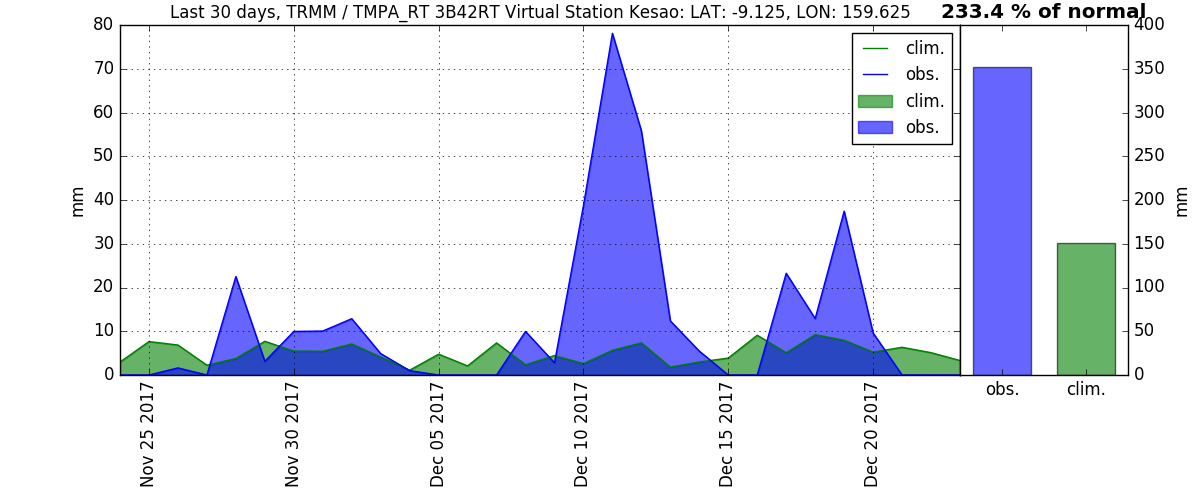 Last 30 days, TRMM / TMPA_RT 3B42RT Virtual Station Kesao: LAT: -9.125, LON: 159.625
233.4 % of normal
80
70
60
50
40
30
20
10
0
mm
clim.
obs.
clim.
obs.
400
350
300
250
200
150
100
50
0
mm
Nov 25 2017
Nov 30 2017
Dec 05 2017
Dec 10 2017
Dec 15 2017
Dec 20 2017
obs.
clim.